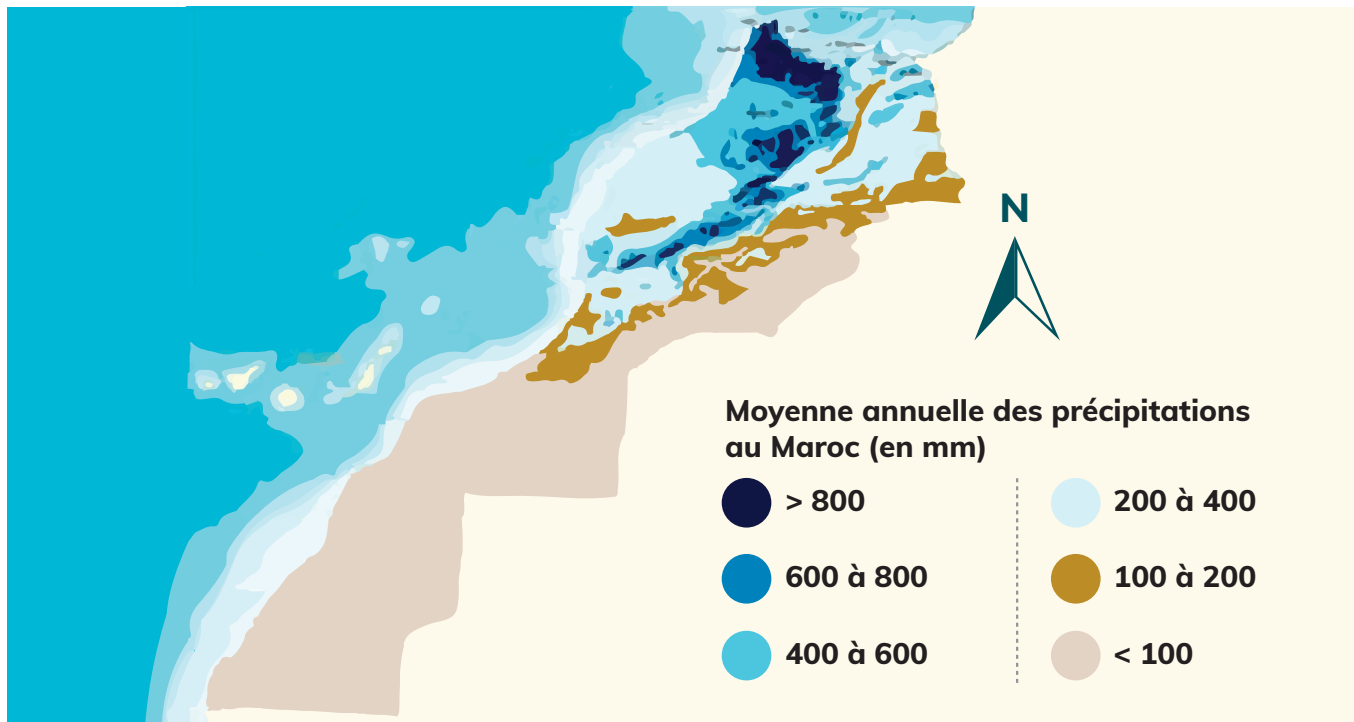 N
Moyenne annuelle des précipitations
au Maroc (en mm)
> 800
600 à 800
400 à 600
200 à 400
100 à 200
< 100